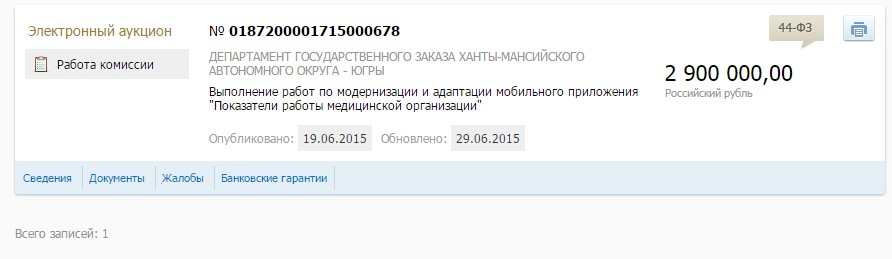 Электронный аукцион
Работа комиссии
№ 0187200001715000678
ДЕПАРТАМЕНТ ГОСУДАРСТВЕННОГО ЗАКАЗА ХАНТЫ-МАНСИЙСКОГО
АВТОНОМНОГО ОКРУГА - ЮГРЫ
Выполнение работ по модернизации и адаптации мобильного приложения
"Показатели работы медицинской организации"
Опубликовано: 19.06.2015 Обновлено: 29.06.2015
44-ФЗ
2 900 000,00
Российский рубль
Сведения Документы Жалобы Банковские гарантии
Всего записей: 1